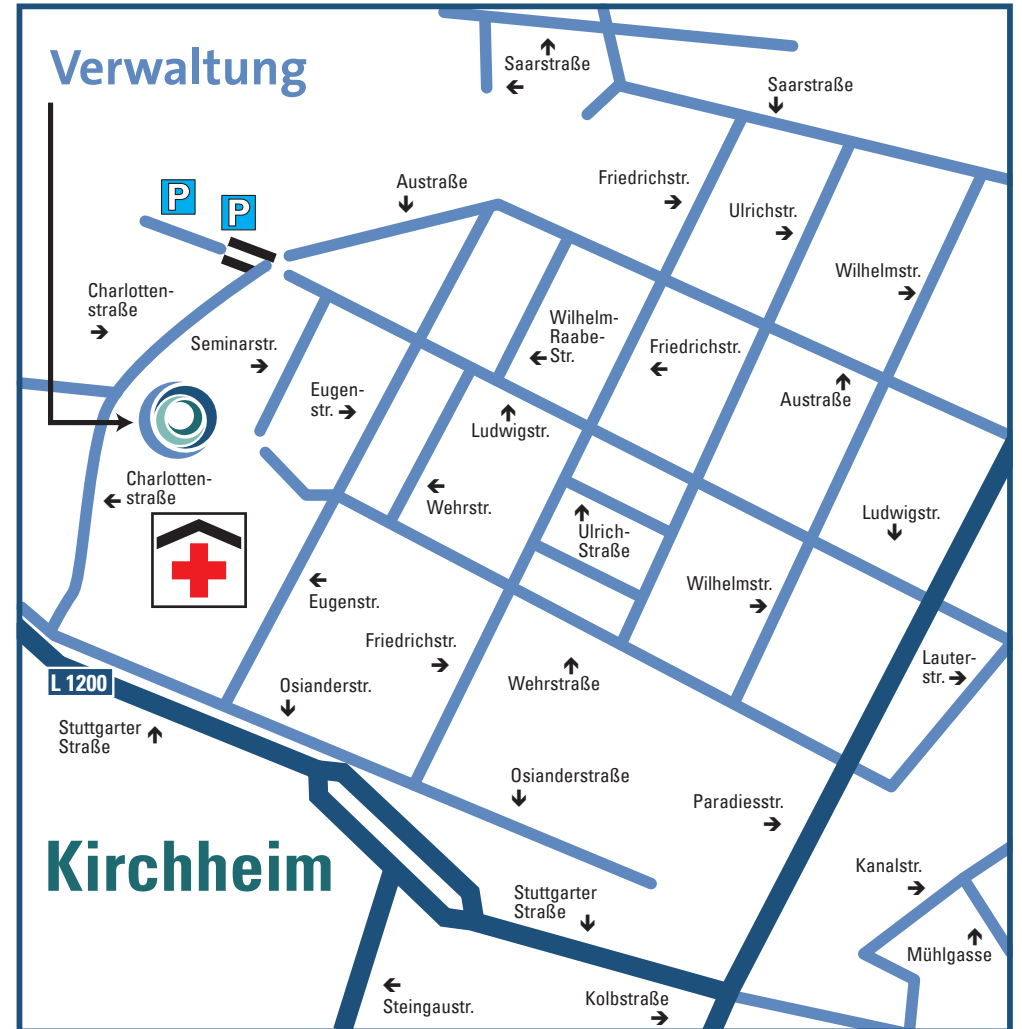 Verwaltung
Saarstraße
Saarstraße
P
P
Austraße
Friedrichstr.
Ulrichstr.
Wilhelmstr.
Charlotten-
straße
Seminarstr.
Wilhelm-
Raabe-
Str.
Friedrichstr.
Eugen-
str.
Ludwigstr.
Austraße
Charlotten-
straße
Wehrstr.
Ulrich-
Straße
Ludwigstr.
Eugenstr.
Wilhelmstr.
Friedrichstr.
L 1200
Osianderstr.
Wehrstraße
Lauter-
str.
Stuttgarter
Straße
Osianderstraße
Paradiesstr.
Kirchheim
Kanalstr.
Stuttgarter
Straße
Mühlgasse
Steingaustr.
Kolbstraße